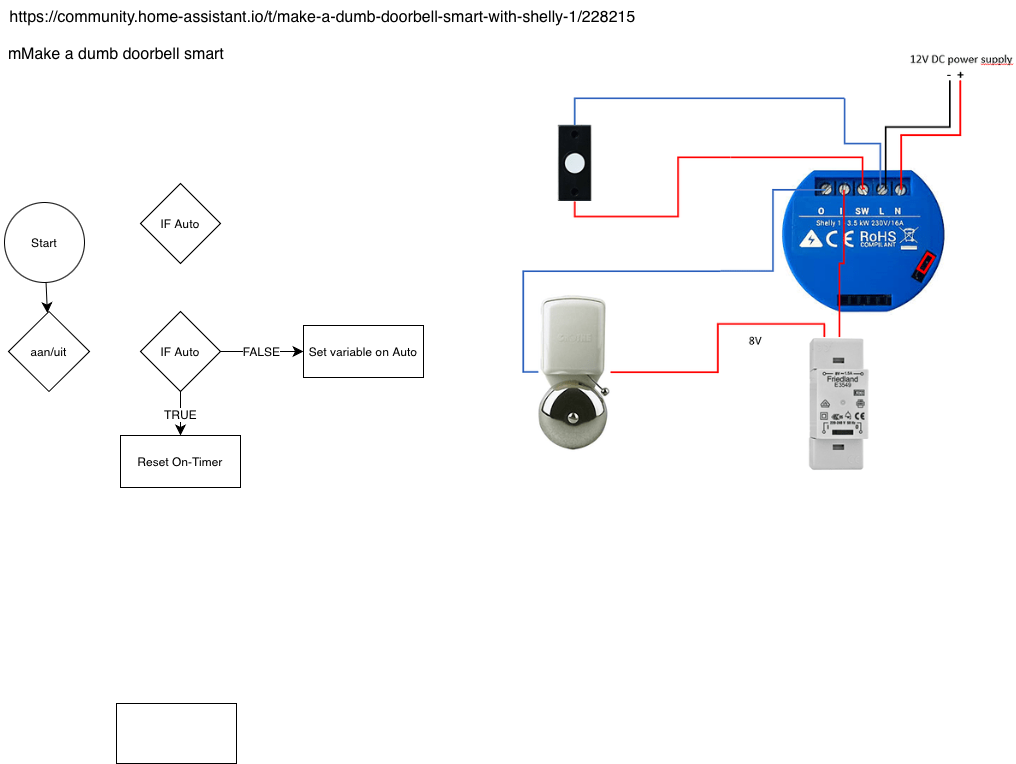 https://community.home-assistant.io/t/make-a-dumb-doorbell-smart-with-shelly-1/228215
mMake a dumb doorbell smart
12V DC power supply
- +
IF Auto
Start
O I SW L N
Shelly 1 3.5 kW 230V/16A
CE RoHS
COMPLIANT
aan/uit
IF Auto
FALSE
Set variable on Auto
8V
TRUE
Reset On-Timer
Friedland
E3549